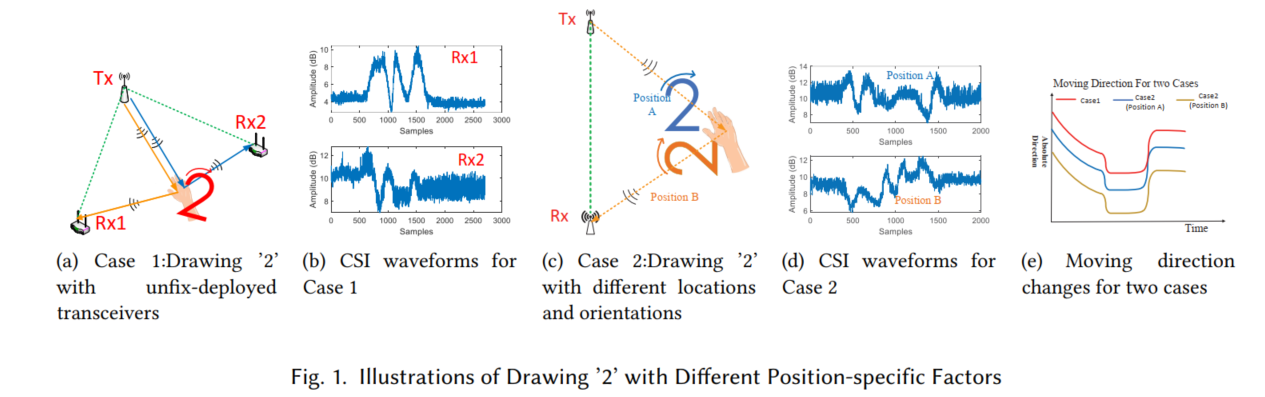 Tx
Rx2
Rx1
Amplitude (dB)
10
8
6
4
Rx1
0
500
1000
1500
2000
2500
3000
Samples
Amplitude (dB)
12
10
8
Rx2
0
500
1000
1500
2000
2500
3000
Samples
Tx
Position
A
Position B
Rx
Amplitude (dB)
14
12
10
8
Position A
0
500
1000
1500
2000
Samples
Amplitude (dB)
12
10
8
6
Position B
0
500
1000
1500
2000
Samples
Moving Direction For two Cases
Case1
Case2
(Position A)
Case2
(Position B)
Absolute
Direction
Time
(a) Case 1:Drawing ’2’
with unfix-deployed
transceivers
(b) CSI waveforms for
Case 1
(c) Case 2:Drawing ’2’
with different locations
and orientations
(d) CSI waveforms for
Case 2
(e) Moving direction
changes for two cases
Fig. 1. Illustrations of Drawing ’2’ with Different Position-specific Factors